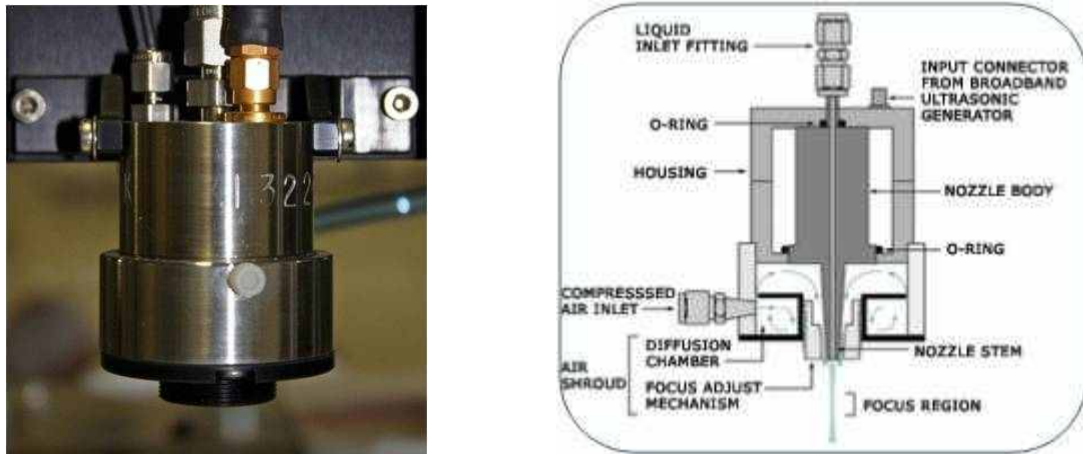 K 31322
LIQUID
INLET FITTING
INPUT CONNECTOR
FROM BROADBAND
ULTRASONIC
GENERATOR
O-RING
HOUSING
NOZZLE BODY
O-RING
COMPRESSSED
AIR INLET
DIFFUSION
CHAMBER
NOZZLE STEM
AIR
SHROUD
FOCUS ADJUST
MECHANISM
FOCUS REGION